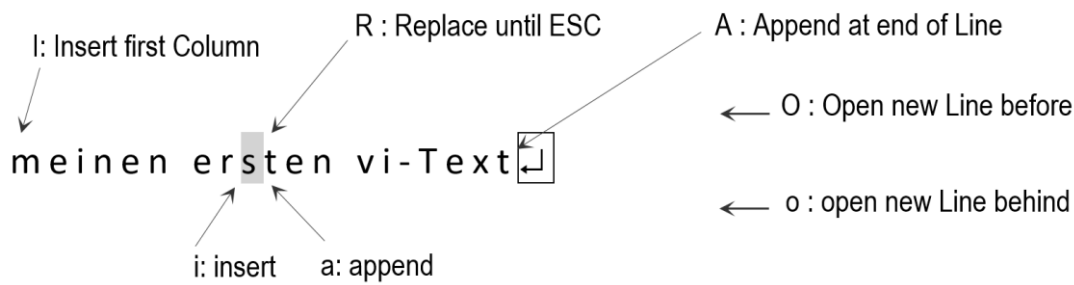 R : Replace until ESC
A : Append at end of Line
I: Insert first Column
O : Open new Line before
meinen ersten vi-Text
o : open new Line behind
i: insert
a: append